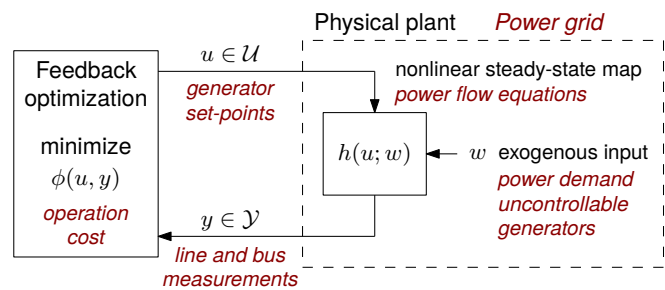 Physical plant Power grid
Feedback
optimization
minimize
ϕ(u, y)
operation
cost
u ∈ 𝒰
generator
set-points
nonlinear steady-state map
power flow equations
h(u; w)
w exogenous input
power demand
uncontrollable
generators
y ∈ 𝒴
line and bus
measurements